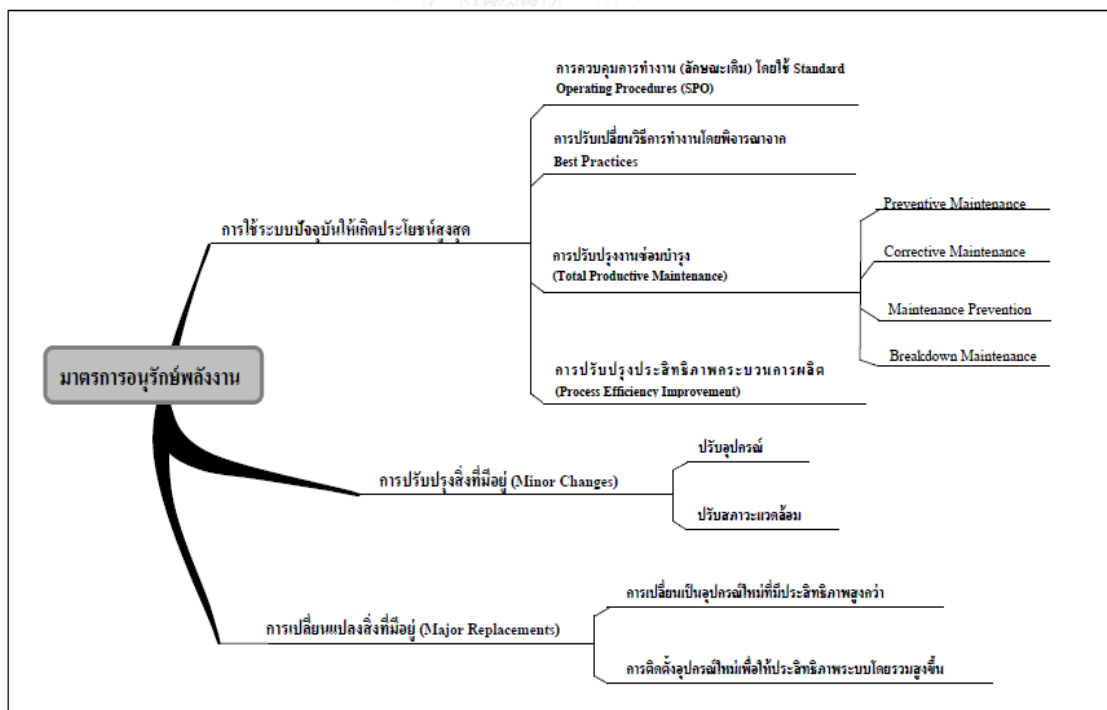 การควบคุมการทำงาน (ลักษณะเดิม) โดยใช้ Standard
Operating Procedures (SPO)
การปรับเปลี่ยนวิธีการทำงานโดยพิจารณาจาก
Best Practices
การใช้ระบบปัจจุบันให้เกิดประโยชน์สูงสุด
การปรับปรุงงานซ่อมบำรุง
(Total Productive Maintenance)
Preventive Maintenance
Corrective Maintenance
Maintenance Prevention
Breakdown Maintenance
การปรับปรุงประสิทธิภาพกระบวนการผลิต
(Process Efficiency Improvement)
มาตรการอนุรักษ์พลังงาน
การปรับปรุงสิ่งที่มีอยู่ (Minor Changes)
ปรับอุปกรณ์
ปรับสภาวะแวดล้อม
การเปลี่ยนแปลงสิ่งที่มีอยู่ (Major Replacements)
การเปลี่ยนเป็นอุปกรณ์ใหม่ที่มีประสิทธิภาพสูงกว่า
การติดตั้งอุปกรณ์ใหม่เพื่อให้ประสิทธิภาพระบบโดยรวมสูงขึ้น